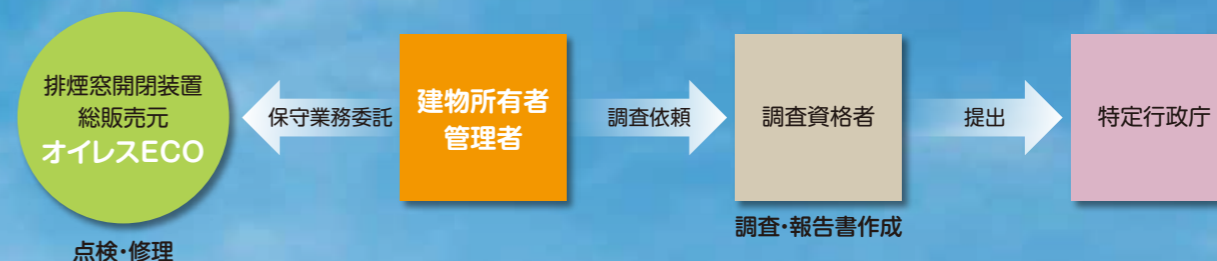 排煙窓開閉装置
総販売元
オイレスECO
点検・修理
保守業務委託
建物所有者
管理者
調査依頼
調査資格者
調査・報告書作成
提出
特定行政庁